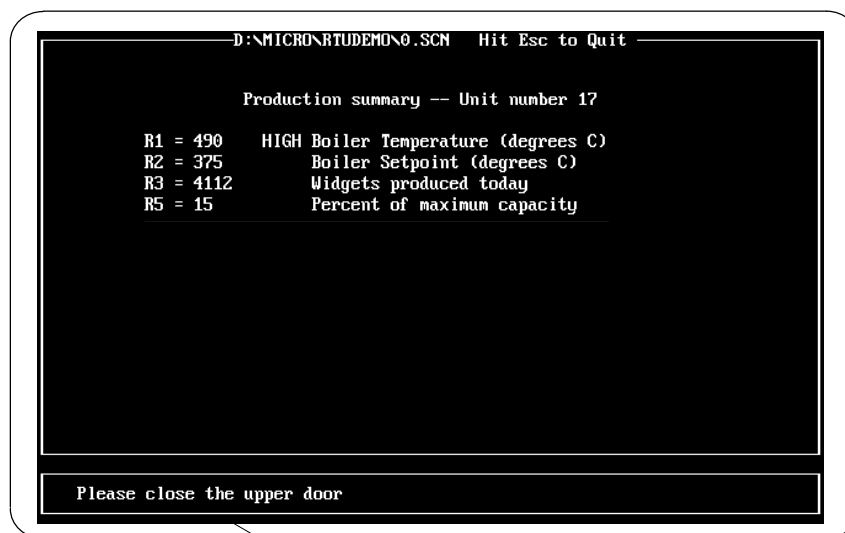 D:\MICRO\RTUDEMO\0.SCN Hit Esc to Quit
Production summary -- Unit number 17
R1 = 490 HIGH Boiler Temperature (degrees C)
R2 = 375 Boiler Setpoint (degrees C)
R3 = 4112 Widgets produced today
R5 = 15 Percent of maximum capacity
Please close the upper door